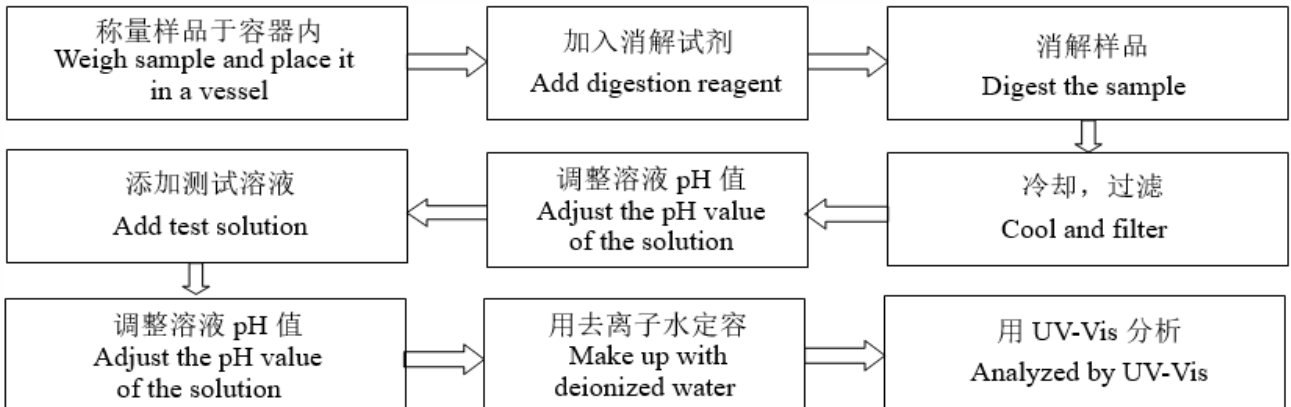 称量样品于容器内
Weigh sample and place it
in a vessel
加入消解试剂
Add digestion reagent
消解样品
Digest the sample
冷却，过滤
Cool and filter
调整溶液 pH 值
Adjust the pH value
of the solution
添加测试溶液
Add test solution
调整溶液 pH 值
Adjust the pH value
of the solution
用去离子水定容
Make up with
deionized water
用 UV-Vis 分析
Analyzed by UV-Vis